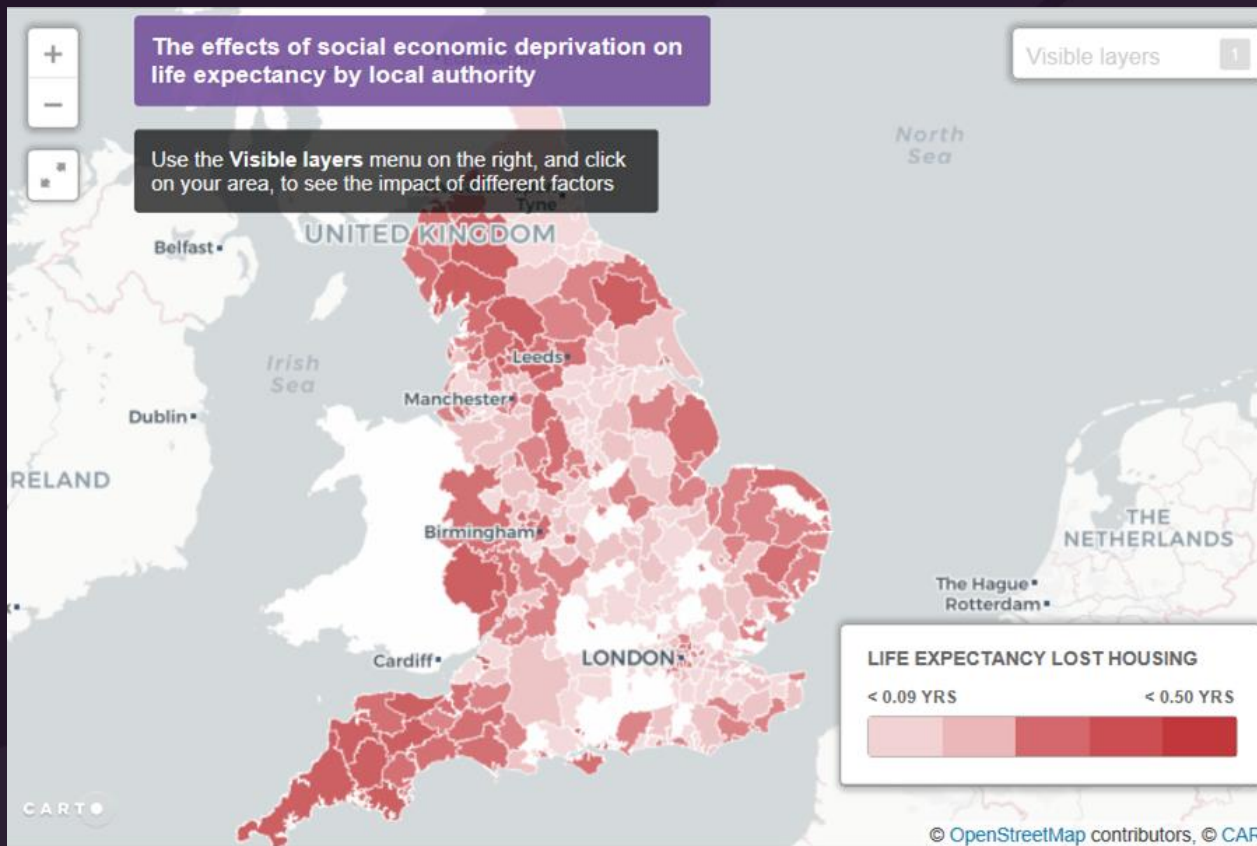 +
The effects of social economic deprivation on
life expectancy by local authority
Visible layers 1
−
Use the Visible layers menu on the right, and click
on your area, to see the impact of different factors
North
Sea
Tyne
UNITED KINGDOM
Belfast
Irish
Sea
Leeds
Manchester
Dublin
RELAND
Birmingham
THE
NETHERLANDS
The Hague
Rotterdam
Cardiff
LONDON
LIFE EXPECTANCY LOST HOUSING
< 0.09 YRS < 0.50 YRS
CARTO
© OpenStreetMap contributors, © CAR